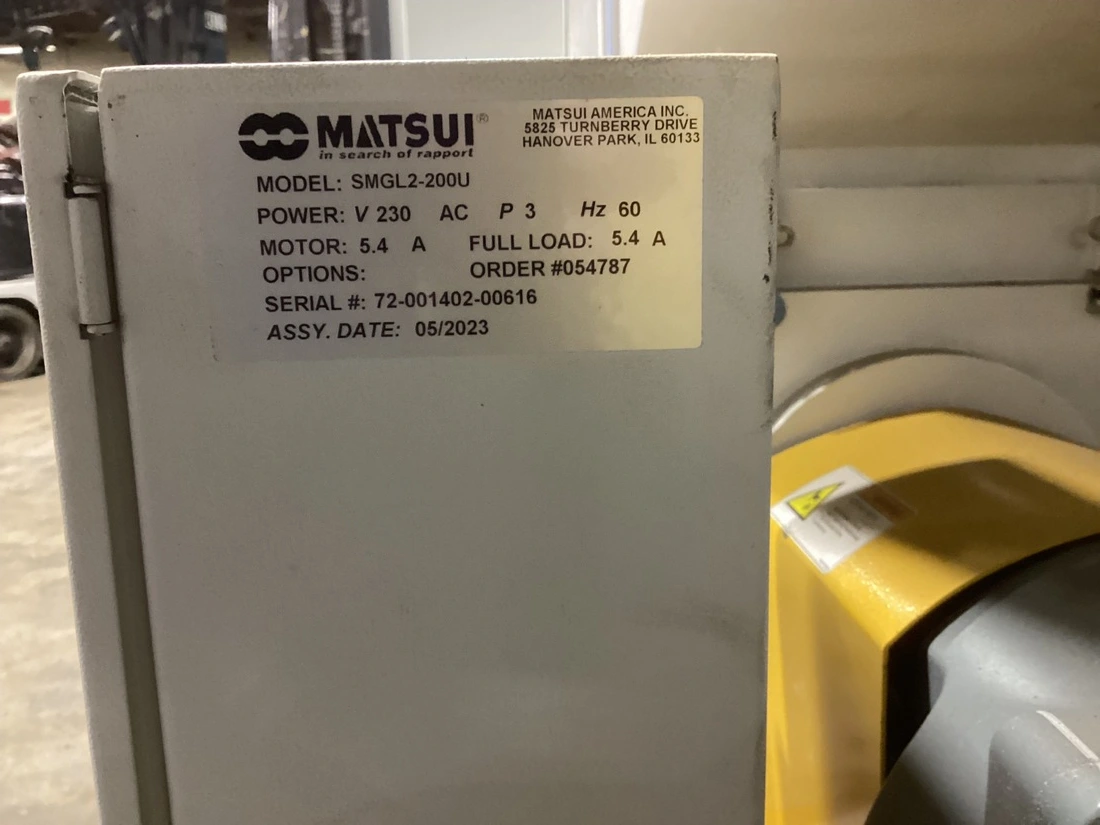 MATSUI®
in search of rapport
MATSUI AMERICA INC.
5825 TURNBERRY DRIVE
HANOVER PARK, IL 60133
MODEL: SMGL2-200U
POWER: V 230 AC P 3 Hz 60
MOTOR: 5.4 A FULL LOAD: 5.4 A
OPTIONS: ORDER #054787
SERIAL #: 72-001402-00616
ASSY. DATE: 05/2023